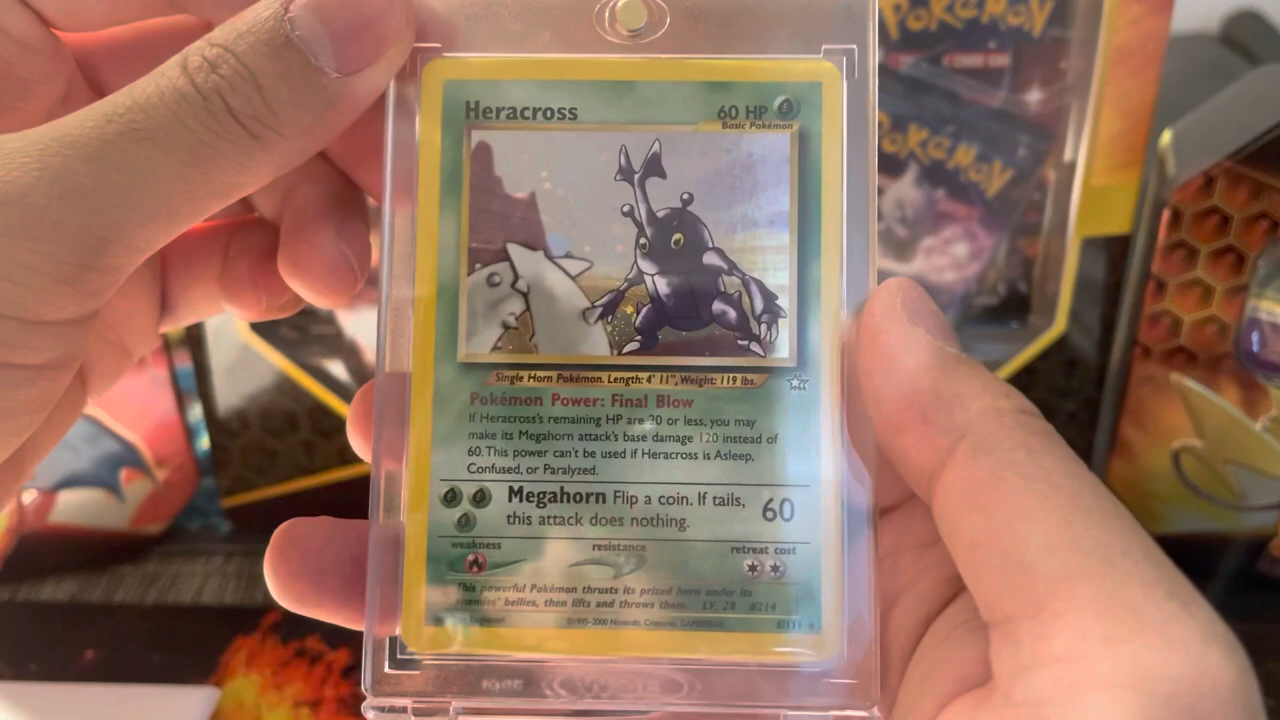 POKéMON
POKéMON
Heracross
60 HP
Basic Pokémon
Single Horn Pokémon. Length: 4' 11", Weight: 119 lbs.
Pokémon Power: Final Blow
If Heracross's remaining HP are 20 or less, you may
make its Megahorn attack's base damage 120 instead of
60. This power can't be used if Heracross is Asleep,
Confused, or Paralyzed.
Megahorn Flip a coin. If tails,
this attack does nothing.
60
weakness
resistance
retreat cost
This powerful Pokémon thrusts its prized horn under its
enemies' bellies, then lifts and throws them. LV. 28 #214
©1995-2000 Nintendo, Creatures, GAMEFREAK.